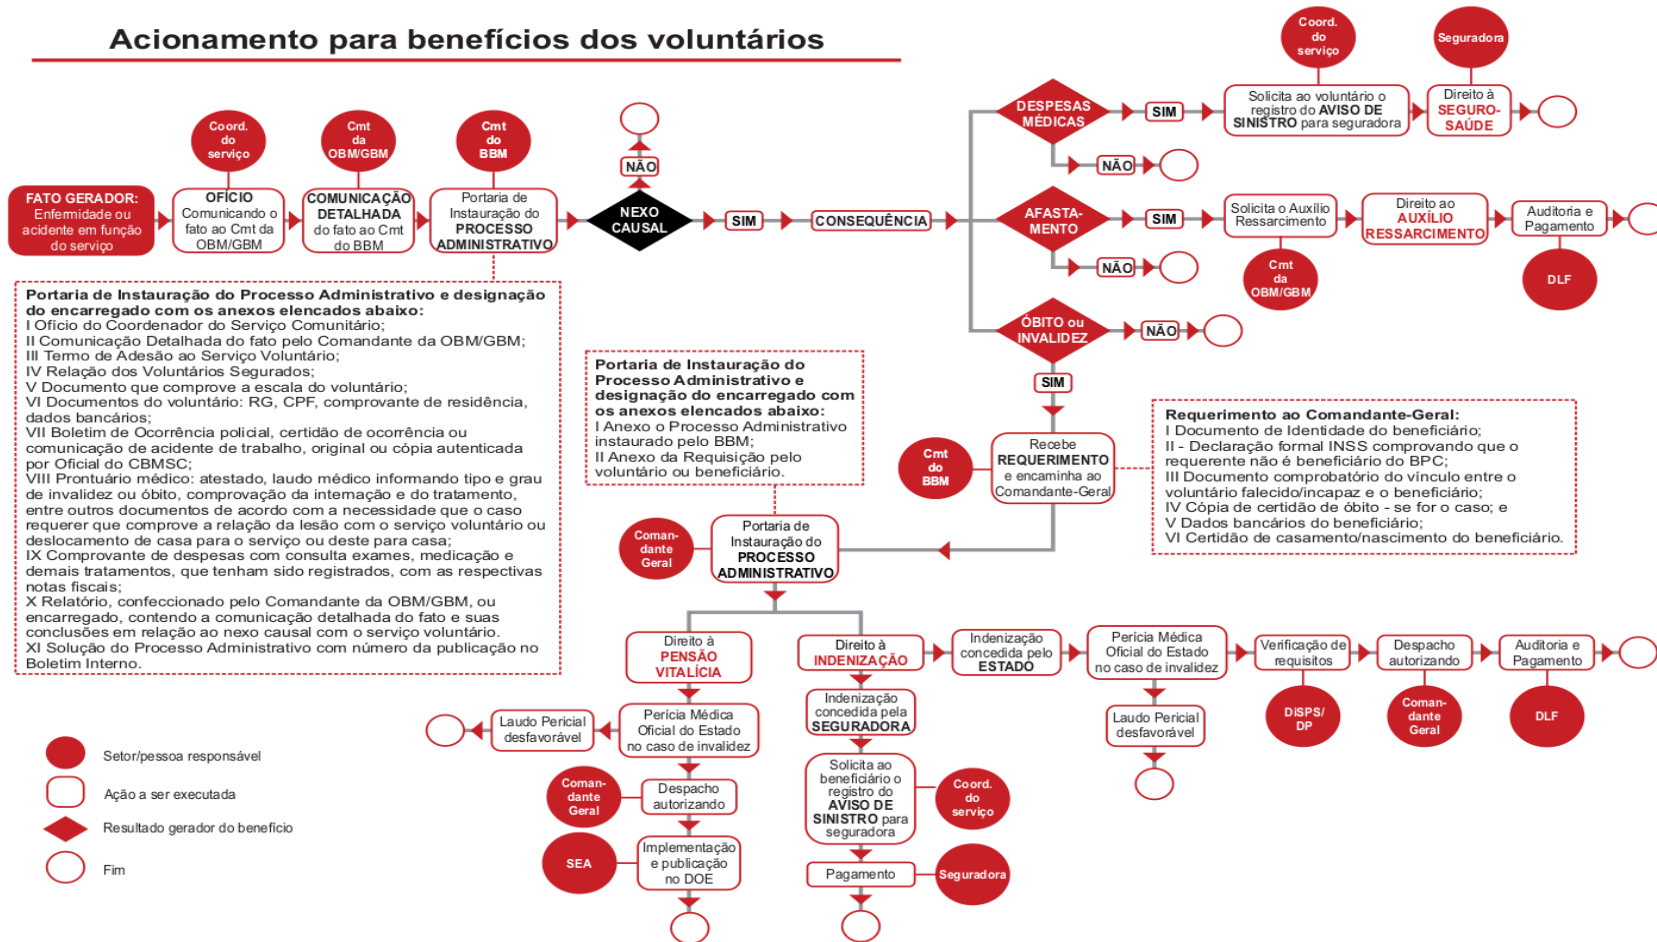 Acionamento para benefícios dos voluntários
FATO GERADOR:
Enfermidade ou
acidente em função
do serviço
Coord.
do
serviço
OFÍCIO
Comunicando o
fato ao Cmt da
OBM/GBM
Cmt
da
OBM/GBM
COMUNICAÇÃO
DETALHADA
do fato ao Cmt
do BBM
Cmt
do
BBM
Portaria de
Instauração do
PROCESSO
ADMINISTRATIVO
NÃO
NEXO
CAUSAL
SIM
CONSEQUÊNCIA
DESPESAS
MÉDICAS
SIM
Coord.
do
serviço
Solicita ao voluntário o
registro do AVISO DE
SINISTRO para seguradora
Seguradora
Direito à
SEGURO-
SAÚDE
NÃO
AFASTA-
MENTO
SIM
Solicita o Auxílio
Ressarcimento
Cmt
da
OBM/GBM
Direito ao
AUXÍLIO
RESSARCIMENTO
Auditoria e
Pagamento
DLF
NÃO
ÓBITO ou
INVALIDEZ
NÃO
SIM
Portaria de Instauração do Processo Administrativo e designação
do encarregado com os anexos elencados abaixo:
I Ofício do Coordenador do Serviço Comunitário;
II Comunicação Detalhada do fato pelo Comandante da OBM/GBM;
III Termo de Adesão ao Serviço Voluntário;
IV Relação dos Voluntários Segurados;
V Documento que comprove a escala do voluntário;
VI Documentos do voluntário: RG, CPF, comprovante de residência,
dados bancários;
VII Boletim de Ocorrência policial, certidão de ocorrência ou
comunicação de acidente de trabalho, original ou cópia autenticada
por Oficial do CBMSC;
VIII Prontuário médico: atestado, laudo médico informando tipo e grau
de invalidez ou óbito, comprovação da internação e do tratamento,
entre outros documentos de acordo com a necessidade que o caso
requerer que comprove a relação da lesão com o serviço voluntário ou
deslocamento de casa para o serviço ou deste para casa;
IX Comprovante de despesas com consulta exames, medicação e
demais tratamentos, que tenham sido registrados, com as respectivas
notas fiscais;
X Relatório, confeccionado pelo Comandante da OBM/GBM, ou
encarregado, contendo a comunicação detalhada do fato e suas
conclusões em relação ao nexo causal com o serviço voluntário.
XI Solução do Processo Administrativo com número da publicação no
Boletim Interno.
Portaria de Instauração do
Processo Administrativo e
designação do encarregado com
os anexos elencados abaixo:
I Anexo o Processo Administrativo
instaurado pelo BBM;
II Anexo da Requisição pelo
voluntário ou beneficiário.
Cmt
do
BBM
Recebe
REQUERIMENTO
e encaminha ao
Comandante-Geral
Requerimento ao Comandante-Geral:
I Documento de Identidade do beneficiário;
II - Declaração formal INSS comprovando que o
requerente não é beneficiário do BPC;
III Documento comprobatório do vínculo entre o
voluntário falecido/incapaz e o beneficiário;
IV Cópia de certidão de óbito - se for o caso; e
V Dados bancários do beneficiário;
VI Certidão de casamento/nascimento do beneficiário.
Coman-
dante
Geral
Portaria de
Instauração do
PROCESSO
ADMINISTRATIVO
Direito à
PENSÃO
VITALÍCIA
Direito à
INDENIZAÇÃO
Indenização
concedida pelo
ESTADO
Perícia Médica
Oficial do Estado
no caso de invalidez
Verificação de
requisitos
Despacho
autorizando
Auditoria e
Pagamento
DiSPS/
DP
Coman-
dante
Geral
DLF
Laudo Pericial
desfavorável
Laudo Pericial
desfavorável
Perícia Médica
Oficial do Estado
no caso de invalidez
Coman-
dante
Geral
Despacho
autorizando
SEA
Implementação
e publicação
no DOE
Indenização
concedida pela
SEGURADORA
Solicita ao
beneficiário o
registro do
AVISO DE
SINISTRO para
seguradora
Coord.
do
serviço
Pagamento
Seguradora
Setor/pessoa responsável
Ação a ser executada
Resultado gerador do benefício
Fim